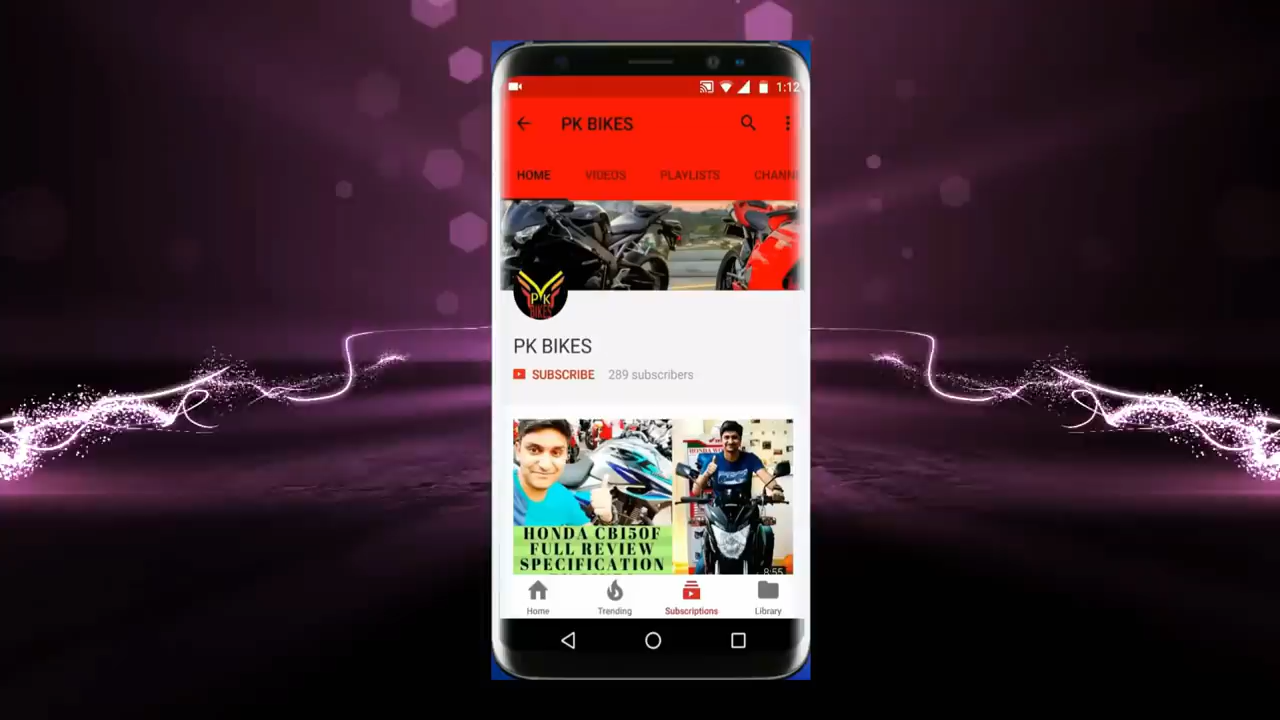 1:12
PK BIKES
HOME VIDEOS PLAYLISTS CHANN
PK
BIKES
PK BIKES
SUBSCRIBE 289 subscribers
HONDA CB150F
FULL REVIEW
SPECIFICATION
8:55
Home Trending Subscriptions Library